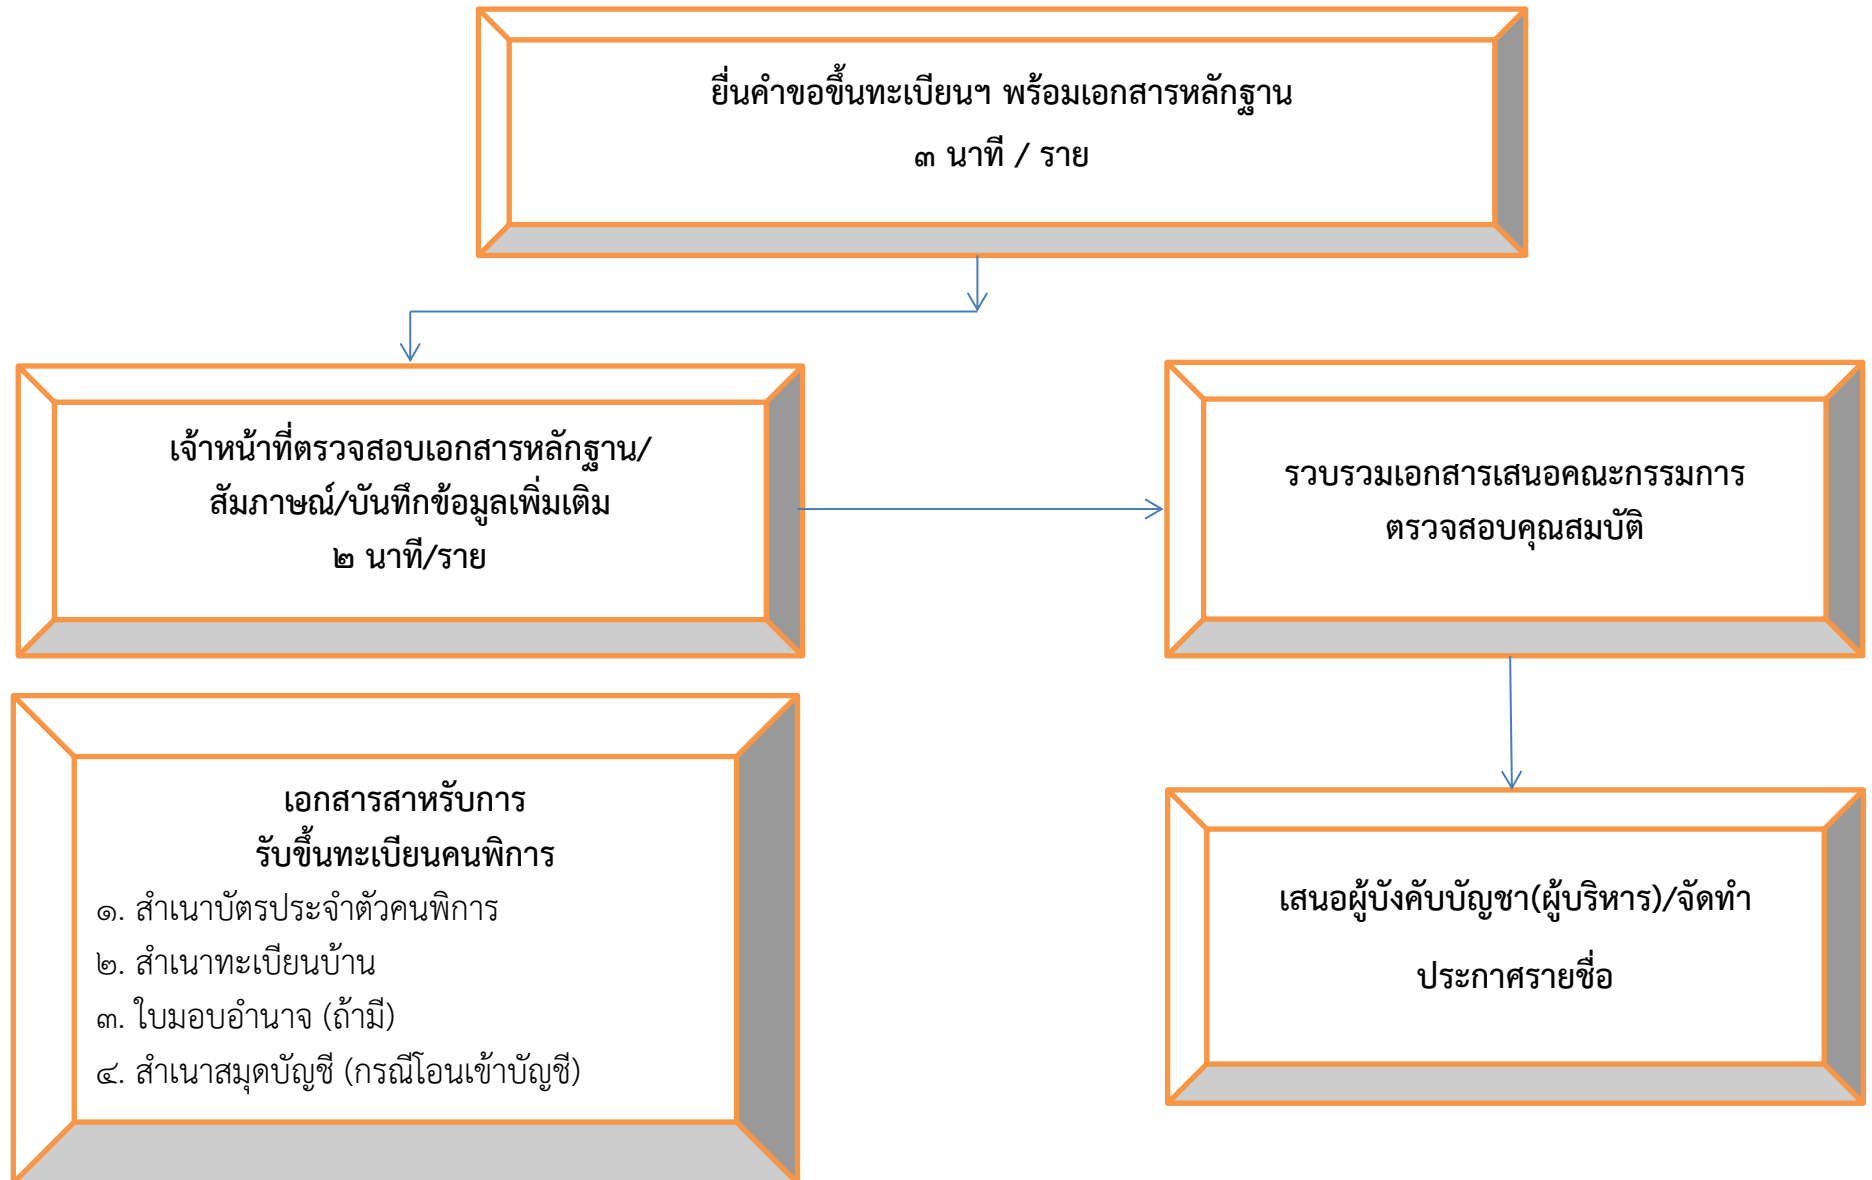 ยื่นคำขอขึ้นทะเบียนฯ พร้อมเอกสารหลักฐาน
๓ นาที / ราย
เจ้าหน้าที่ตรวจสอบเอกสารหลักฐาน/
สัมภาษณ์/บันทึกข้อมูลเพิ่มเติม
๒ นาที/ราย
รวบรวมเอกสารเสนอคณะกรรมการ
ตรวจสอบคุณสมบัติ
เอกสารสาหรับการ
รับขึ้นทะเบียนคนพิการ
๑. สำเนาบัตรประจำตัวคนพิการ
๒. สำเนาทะเบียนบ้าน
๓. ใบมอบอำนาจ (ถ้ามี)
๔. สำเนาสมุดบัญชี (กรณีโอนเข้าบัญชี)
เสนอผู้บังคับบัญชา(ผู้บริหาร)/จัดทำ
ประกาศรายชื่อ